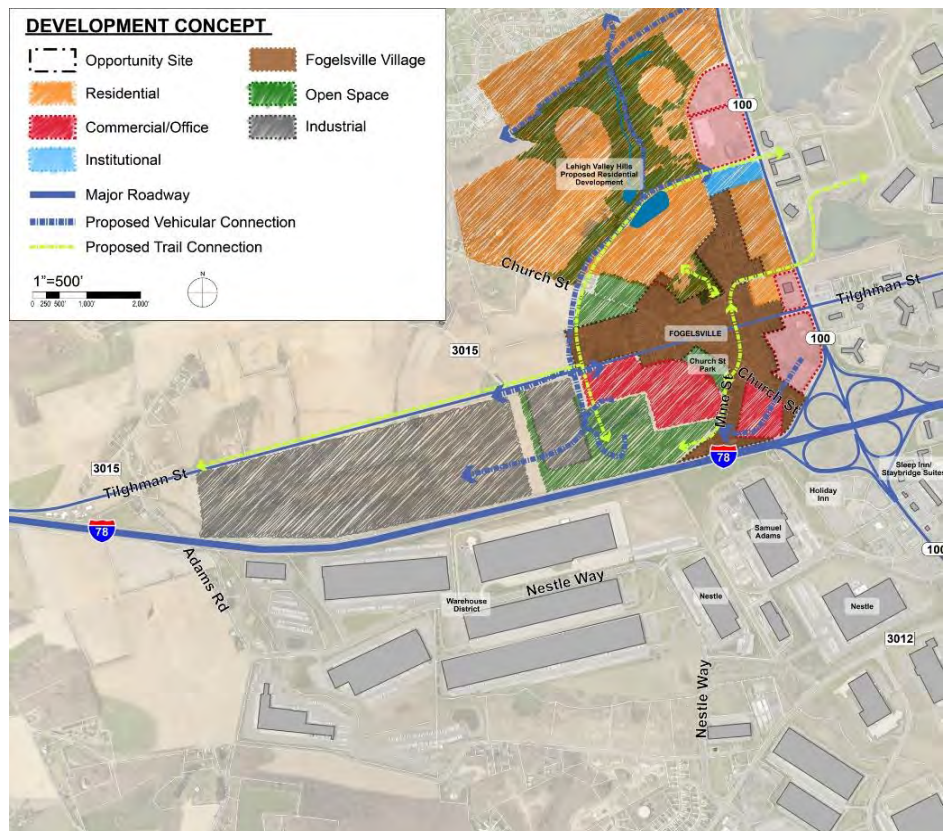 DEVELOPMENT CONCEPT
Opportunity Site
Residential
Commercial/Office
Institutional
Fogelsville Village
Open Space
Industrial
Major Roadway
Proposed Vehicular Connection
Proposed Trail Connection
1"=500'
N
0 250' 500' 1,000' 2,000'
100
Lehigh Valley Hills
Proposed Residential
Development
Church St
Tilghman St
FOGELSVILLE
100
3015
Church St
Park
Church St
Mine St
78
3015
Tilghman St
Sleep Inn/
Staybridge Suites
Holiday
Inn
78
Samuel
Adams
100
Adams Rd
Nestle Way
Warehouse
District
Nestle
Nestle
3012
Nestle Way